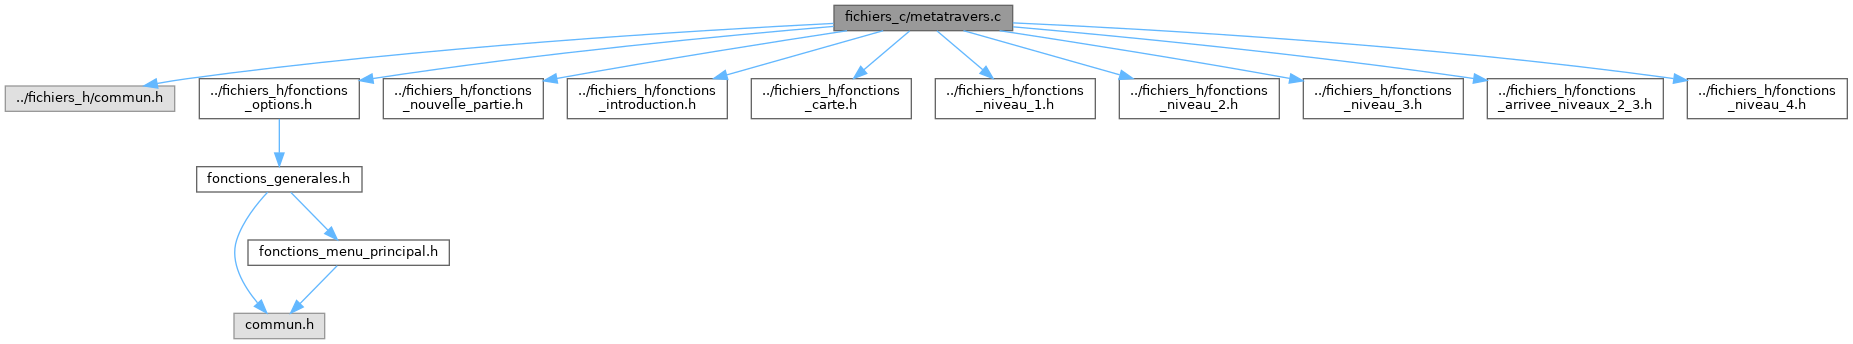 fichiers_c/metatravers.c
../fichiers_h/commun.h
../fichiers_h/fonctions
_options.h
../fichiers_h/fonctions
_nouvelle_partie.h
../fichiers_h/fonctions
_introduction.h
../fichiers_h/fonctions
_carte.h
../fichiers_h/fonctions
_niveau_1.h
../fichiers_h/fonctions
_niveau_2.h
../fichiers_h/fonctions
_niveau_3.h
../fichiers_h/fonctions
_arrivee_niveaux_2_3.h
../fichiers_h/fonctions
_niveau_4.h
fonctions_generales.h
fonctions_menu_principal.h
commun.h